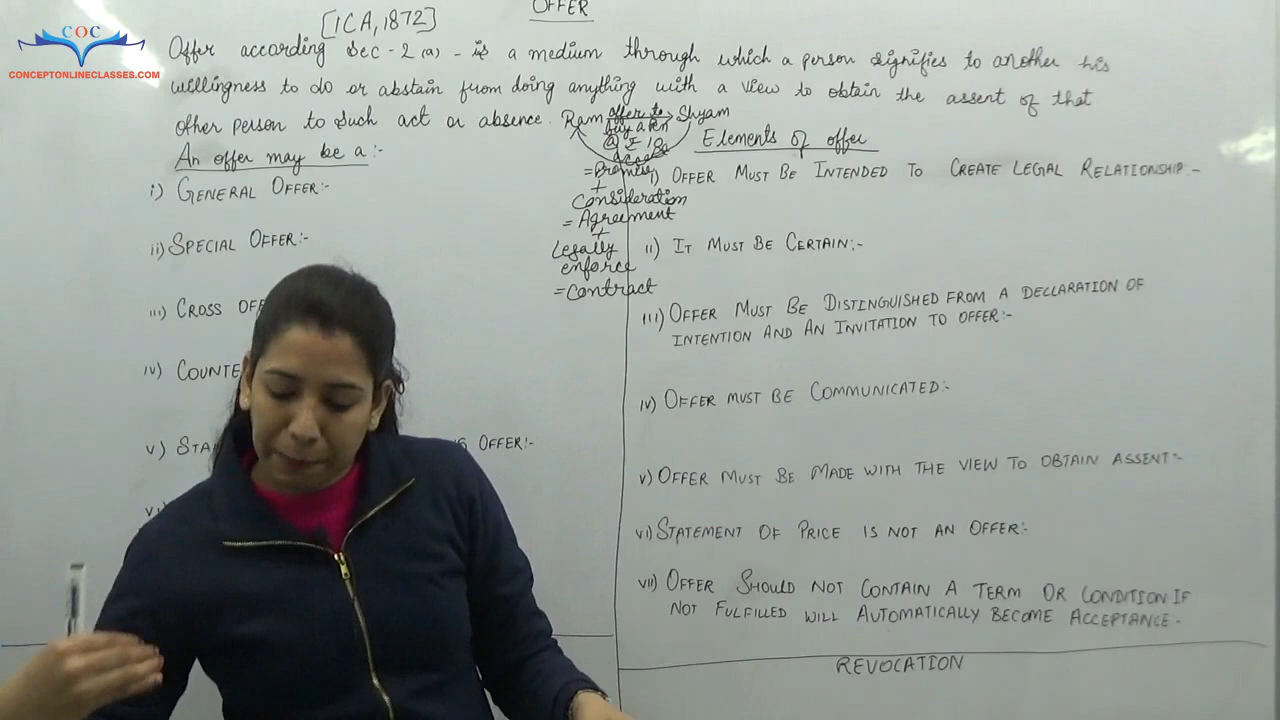 COC
CONCEPTONLINECLASSES.COM
OFFER
[ICA, 1872]
Offer according Sec - 2 (a) - is a medium through which a person signifies to another his
willingness to do or abstain from doing anything with a view to obtain the assent of that
other person to such act or absence.
Ram offer to Shyam
buy a Pen
@ ₹ 10
accept
= Promise
+
Consideration
= Agreement
+
Legally
enforce
= Contract
An offer may be a:-
i) GENERAL OFFER:-
ii) SPECIAL OFFER:-
iii) CROSS OFF
iv) COUNTE
v) STA OFFER:-
Elements of offer
i) OFFER MUST BE INTENDED TO CREATE LEGAL RELATIONSHIP:-
ii) IT MUST BE CERTAIN:-
iii) OFFER MUST BE DISTINGUISHED FROM A DECLARATION OF
INTENTION AND AN INVITATION TO OFFER:-
iv) OFFER MUST BE COMMUNICATED:-
v) OFFER MUST BE MADE WITH THE VIEW TO OBTAIN ASSENT:-
vi) STATEMENT OF PRICE IS NOT AN OFFER:-
vii) OFFER SHOULD NOT CONTAIN A TERM OR CONDITION IF
NOT FULFILLED WILL AUTOMATICALLY BECOME ACCEPTANCE -
REVOCATION